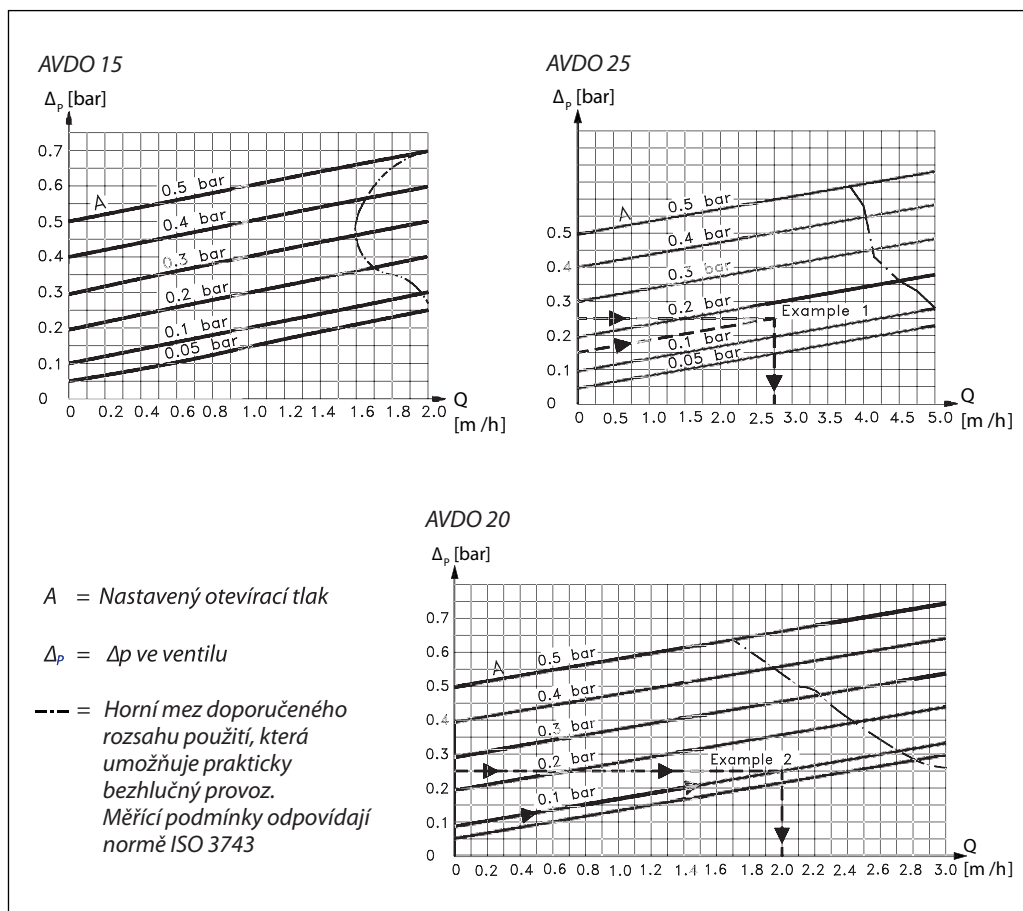 AVDO 15
Δp [bar]
0.7
0.6
0.5
0.4
0.3
0.2
0.1
0
A
0.5 bar
0.4 bar
0.3 bar
0.2 bar
0.1 bar
0.05 bar
0 0.2 0.4 0.6 0.8 1.0 1.2 1.4 1.6 1.8 2.0
Q
[m /h]
AVDO 25
Δp [bar]
0.5
0.4
0.3
0.2
0.1
0
A
0.5 bar
0.4 bar
0.3 bar
0.2 bar
Example 1
0.1 bar
0.05 bar
0 0.5 1.0 1.5 2.0 2.5 3.0 3.5 4.0 4.5 5.0
Q
[m /h]
AVDO 20
Δp [bar]
0.7
0.6
0.5
0.4
0.3
0.2
0.1
0
A
0.5 bar
0.4 bar
0.3 bar
0.2 bar
Example 2
0.1 bar
0 0.2 0.4 0.6 0.8 1.0 1.2 1.4 1.6 1.8 2.0 2.2 2.4 2.6 2.8 3.0
Q
[m /h]
A = Nastavený otevírací tlak
Δp = Δp ve ventilu
= Horní mez doporučeného
rozsahu použití, která
umožňuje prakticky
bezhlučný provoz.
Měřící podmínky odpovídají
normě ISO 3743